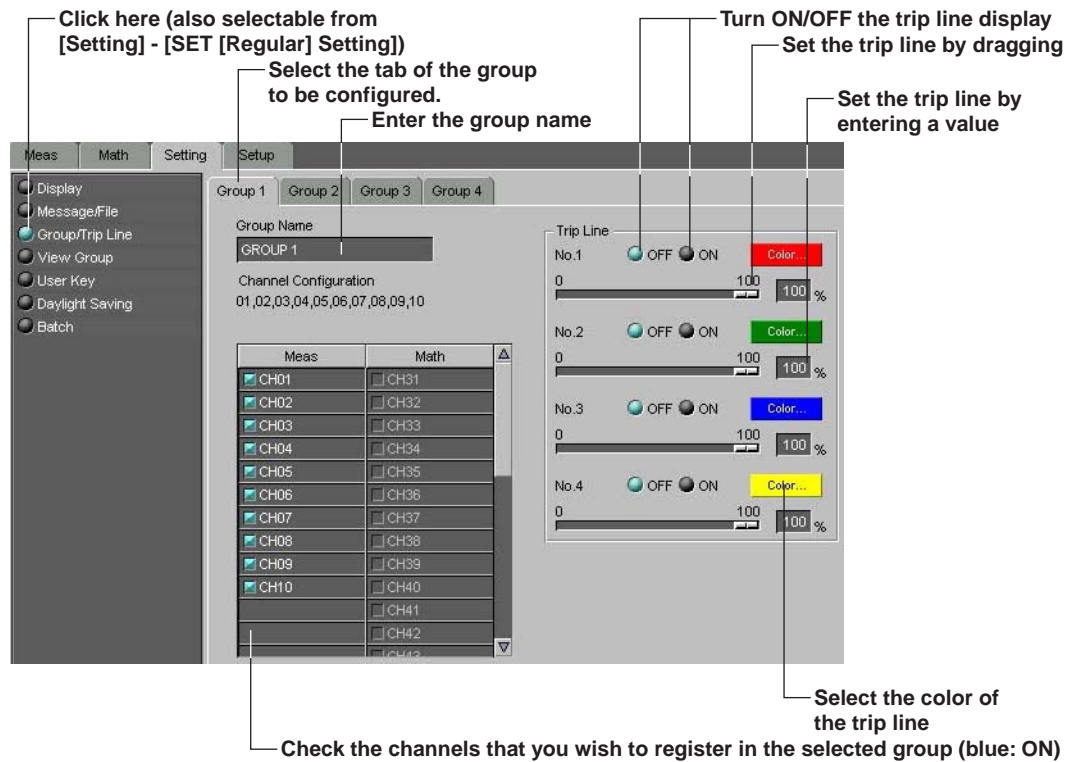 Click here (also selectable from
[Setting] - [SET [Regular] Setting])
Select the tab of the group
to be configured.
Enter the group name
Turn ON/OFF the trip line display
Set the trip line by dragging
Set the trip line by
entering a value
Meas Math Setting Setup
Display
Message/File
Group/Trip Line
View Group
User Key
Daylight Saving
Batch
Group 1 Group 2 Group 3 Group 4
Group Name
GROUP 1
Channel Configuration
01,02,03,04,05,06,07,08,09,10
Meas Math
CH01 CH31
CH02 CH32
CH03 CH33
CH04 CH34
CH05 CH35
CH06 CH36
CH07 CH37
CH08 CH38
CH09 CH39
CH10 CH40
CH41
CH42
CH43
Trip Line
No.1 OFF ON Color...
0 100 100 %
No.2 OFF ON Color...
0 100 100 %
No.3 OFF ON Color...
0 100 100 %
No.4 OFF ON Color...
0 100 100 %
Select the color of
the trip line
Check the channels that you wish to register in the selected group (blue: ON)